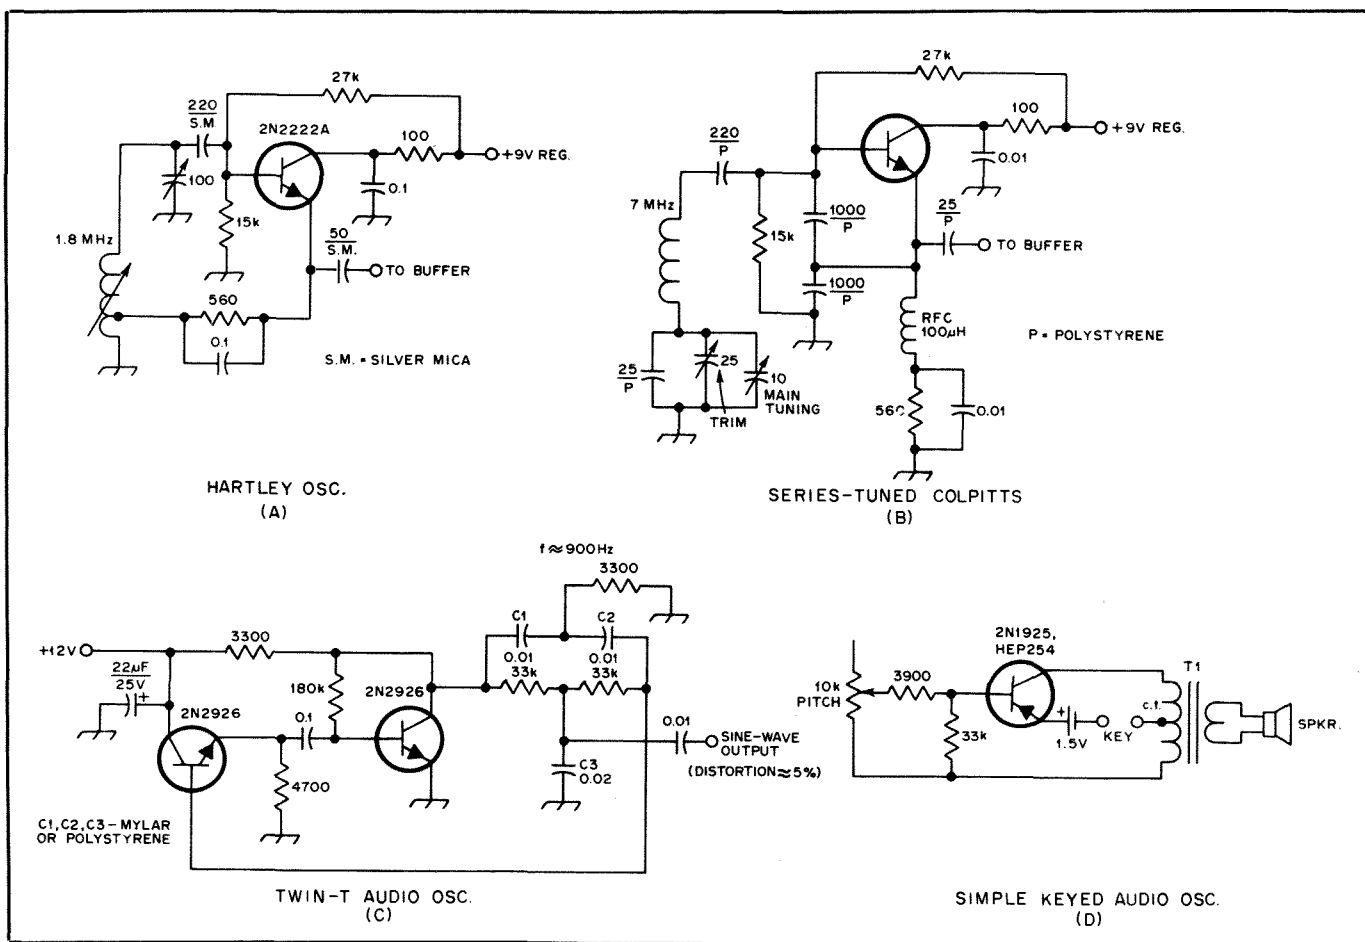 27k
220
S.M.
2N2222A
100
+9V REG.
100
0.1
15k
1.8 MHz
50
S.M.
TO BUFFER
560
0.1
S.M. = SILVER MICA
HARTLEY OSC.
(A)
27k
100
+9V REG.
220
P
0.01
7 MHz
15k
1000
P
25
P
TO BUFFER
1000
P
RFC
100µH
P = POLYSTYRENE
25
P
25
10
MAIN
TUNING
TRIM
560
0.01
SERIES-TUNED COLPITTS
(B)
f≈900Hz
3300
C1
C2
+12V
3300
0.01
0.01
22µF
25V
+
180k
2N2926
33k
33k
2N2926
0.1
0.01
SINE-WAVE
OUTPUT
(DISTORTION≈5%)
C3
0.02
4700
C1,C2,C3-MYLAR
OR POLYSTYRENE
TWIN-T AUDIO OSC.
(C)
2N1925,
HEP254
T1
10k
PITCH
3900
c.t.
+
KEY
1.5V
33k
SPKR.
SIMPLE KEYED AUDIO OSC.
(D)